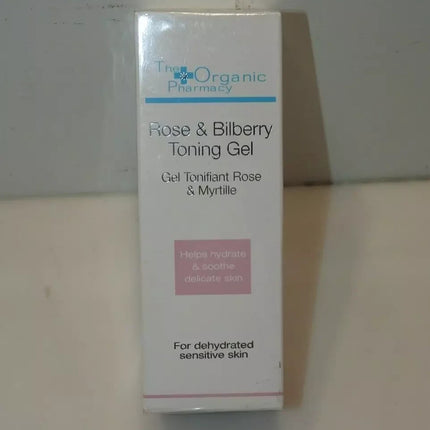 The Organic
Pharmacy
Rose & Bilberry
Toning Gel
Gel Tonifiant Rose
& Myrtille
Helps hydrate
& soothe
delicate skin
For dehydrated
sensitive skin